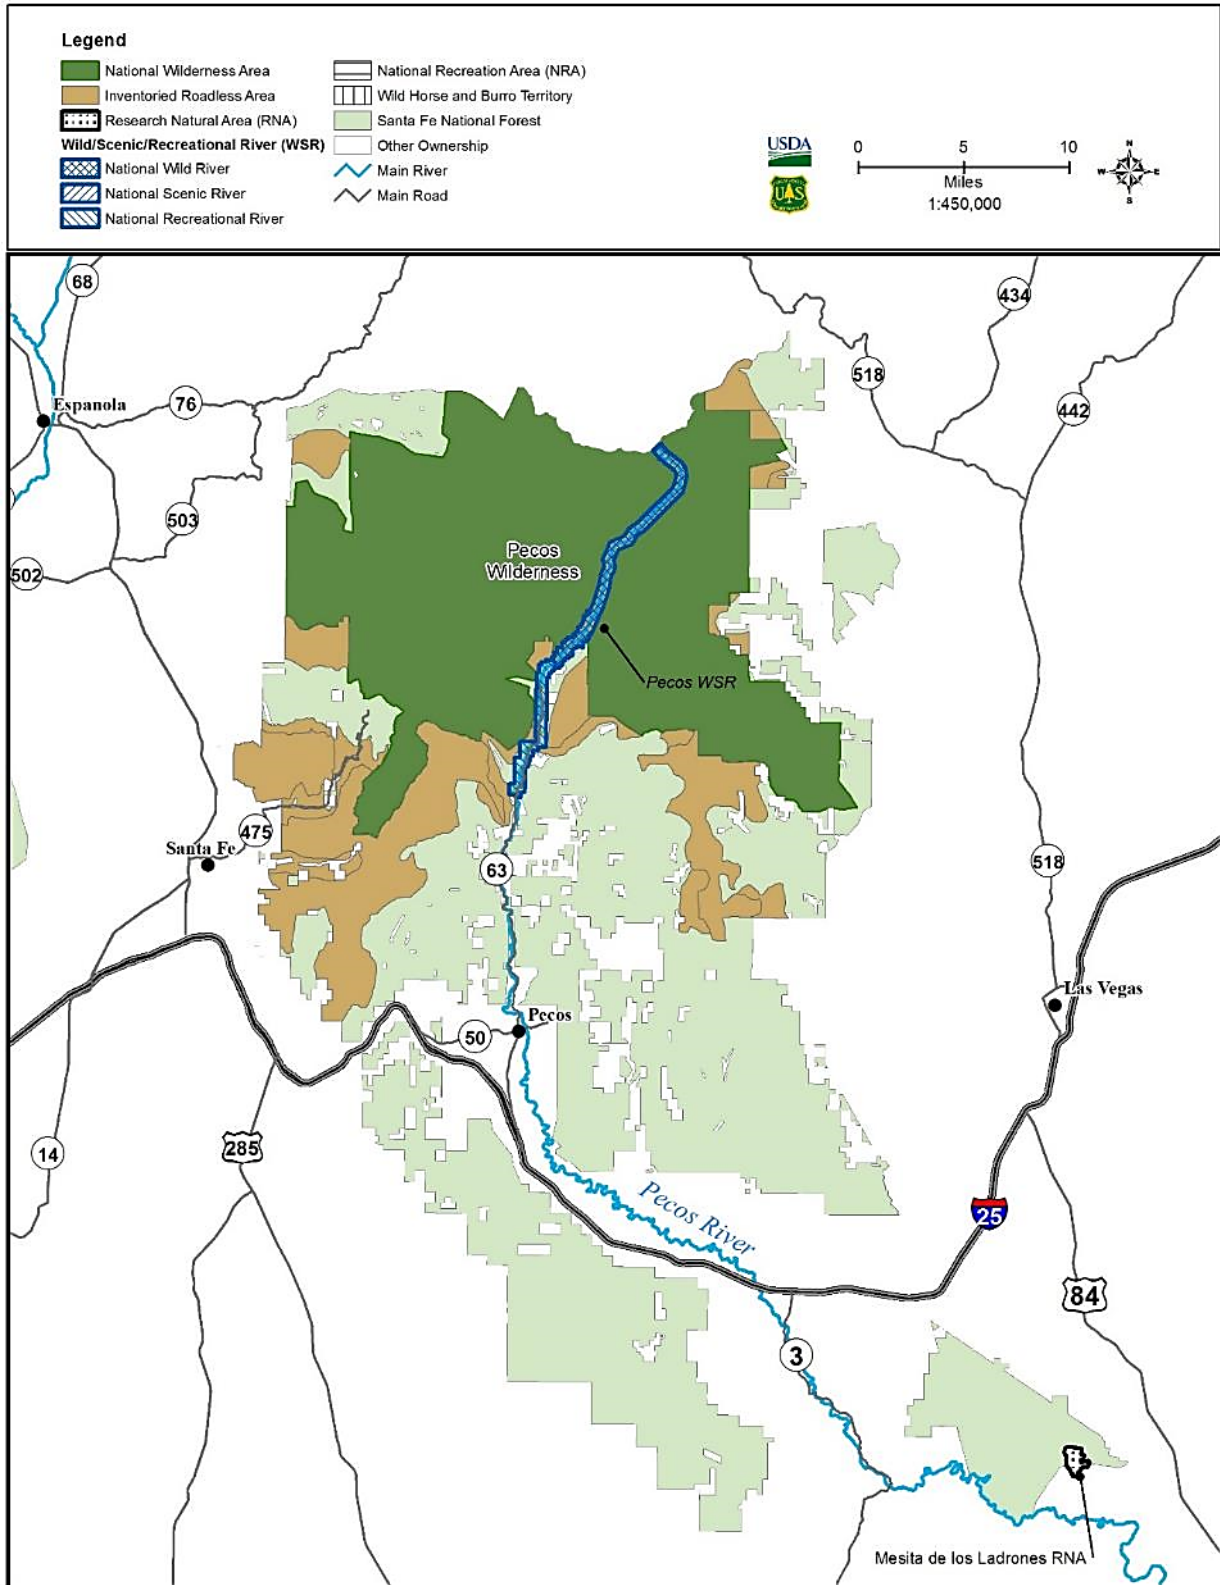 Legend
National Wilderness Area
Inventoried Roadless Area
Research Natural Area (RNA)
Wild/Scenic/Recreational River (WSR)
National Wild River
National Scenic River
National Recreational River
National Recreation Area (NRA)
Wild Horse and Burro Territory
Santa Fe National Forest
Other Ownership
Main River
Main Road
USDA
U S
0 5 10
Miles
1:450,000
N
W E
S
68
434
518
Espanola
76
442
503
Pecos
Wilderness
502
Pecos WSR
475
Santa Fe
63
518
Las Vegas
Pecos
50
14
285
Pecos River
25
84
3
Mesita de los Ladrones RNA